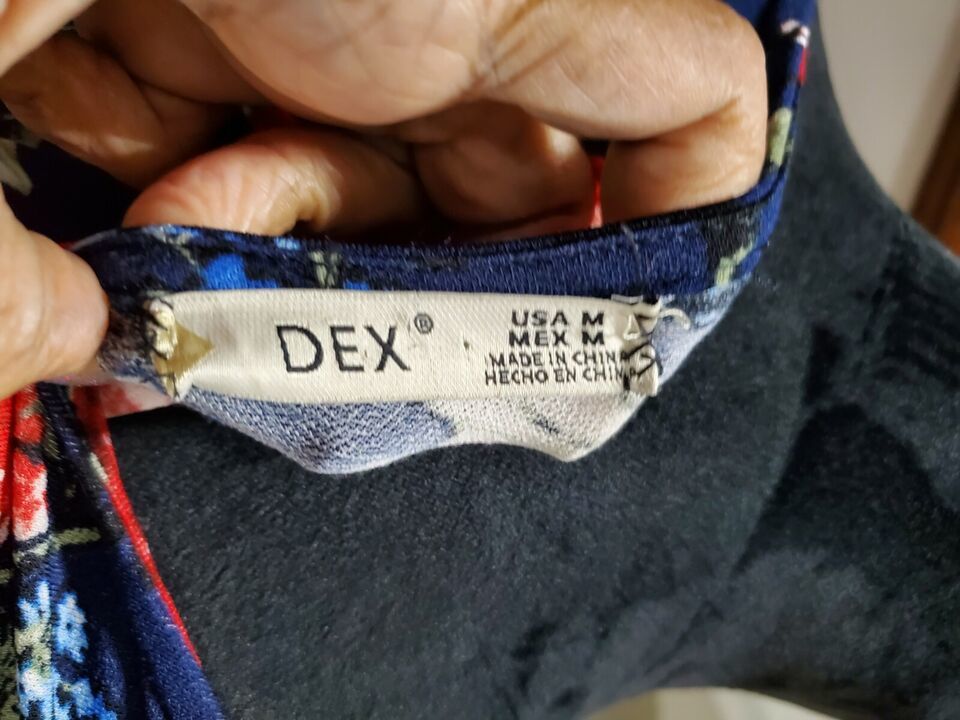 DEX®
USA M
MEX M
MADE IN CHINA
HECHO EN CHINA